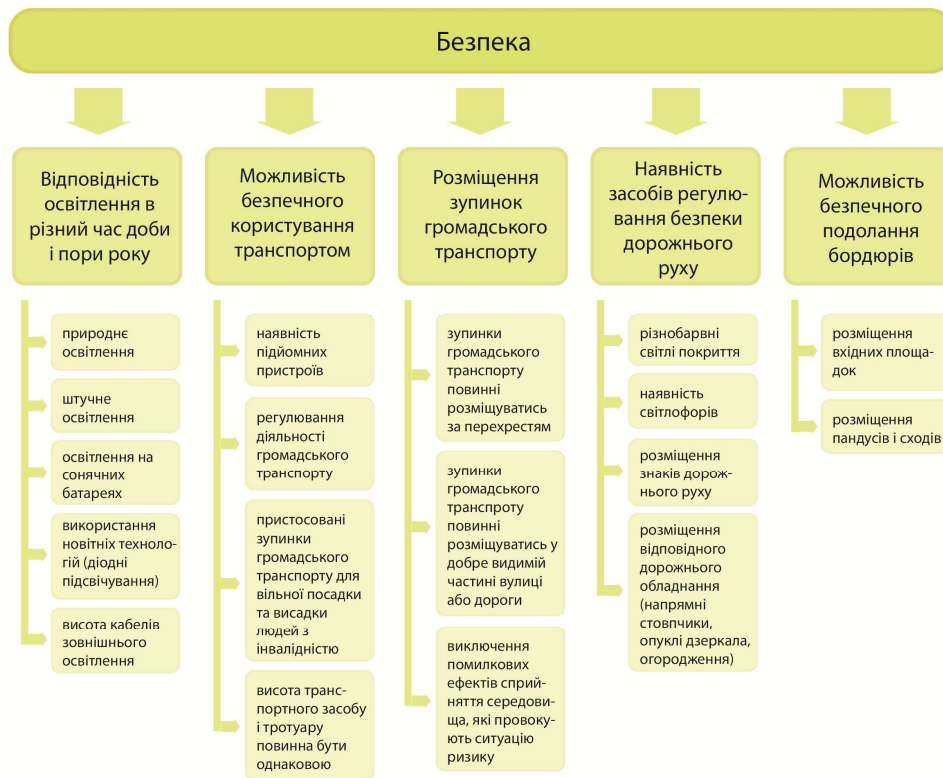 Безпека
Відповідність
освітлення в
різний час доби
і пори року
природнє
освітлення
штучне
освітлення
освітлення на
сонячних
батареях
використання
новітніх техноло-
гій (діодні
підсвічування)
висота кабелів
зовнішнього
освітлення
Можливість
безпечного
користування
транспортом
наявність
підйомних
пристроїв
регулювання
діяльності
громадського
транспорту
пристосовані
зупинки
громадського
транспорту для
вільної посадки
та висадки
людей з
інвалідністю
висота транс-
портного засобу
і тротуару
повинна бути
однаковою
Розміщення
зупинок
громадського
транспорту
зупинки
громадського
транспорту
повинні
розміщуватись
за перехрестям
зупинки
громадського
транспроту
повинні
розміщуватись у
добре видимій
частині вулиці
або дороги
виключення
помилкових
ефектів сприй-
няття середови-
ща, які провоку-
ють ситуацію
ризику
Наявність
засобів регулю-
вання безпеки
дорожнього
руху
різнобарвні
світлі покриття
наявність
світлофорів
розміщення
знаків дорож-
нього руху
розміщення
відповідного
дорожнього
обладнання
(напрямні
стовпчики,
опуклі дзеркала,
огородження)
Можливість
безпечного
подолання
бордюрів
розміщення
вхідних площа-
док
розміщення
пандусів і сходів